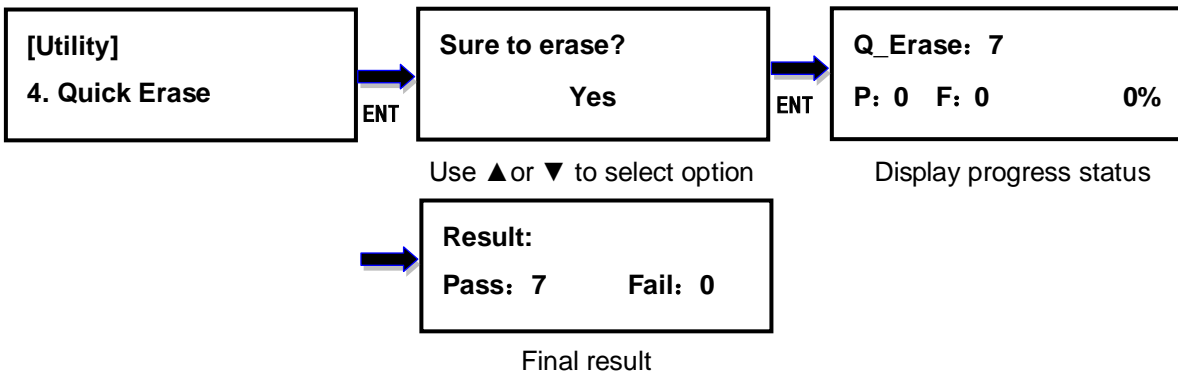 [Utility]
4. Quick Erase
ENT
Sure to erase?
Yes
ENT
Q_Erase：7
P：0 F：0 0%
Use ▲or ▼ to select option
Display progress status
Result:
Pass：7 Fail：0
Final result